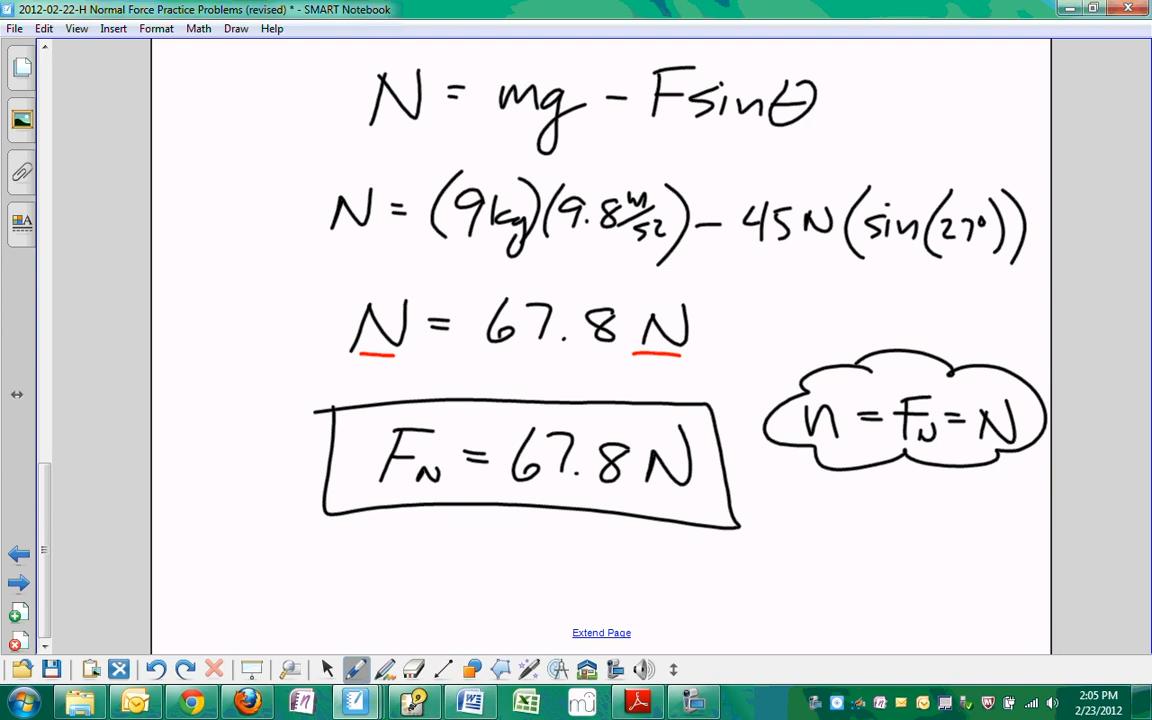 2012-02-22-H Normal Force Practice Problems (revised) * - SMART Notebook
File Edit View Insert Format Math Draw Help
N = mg - Fsinθ
N = (9kg)(9.8 m/s2) - 45N(sin(27°))
N = 67.8 N
n = FN = N
FN = 67.8 N
Extend Page
2:05 PM
2/23/2012